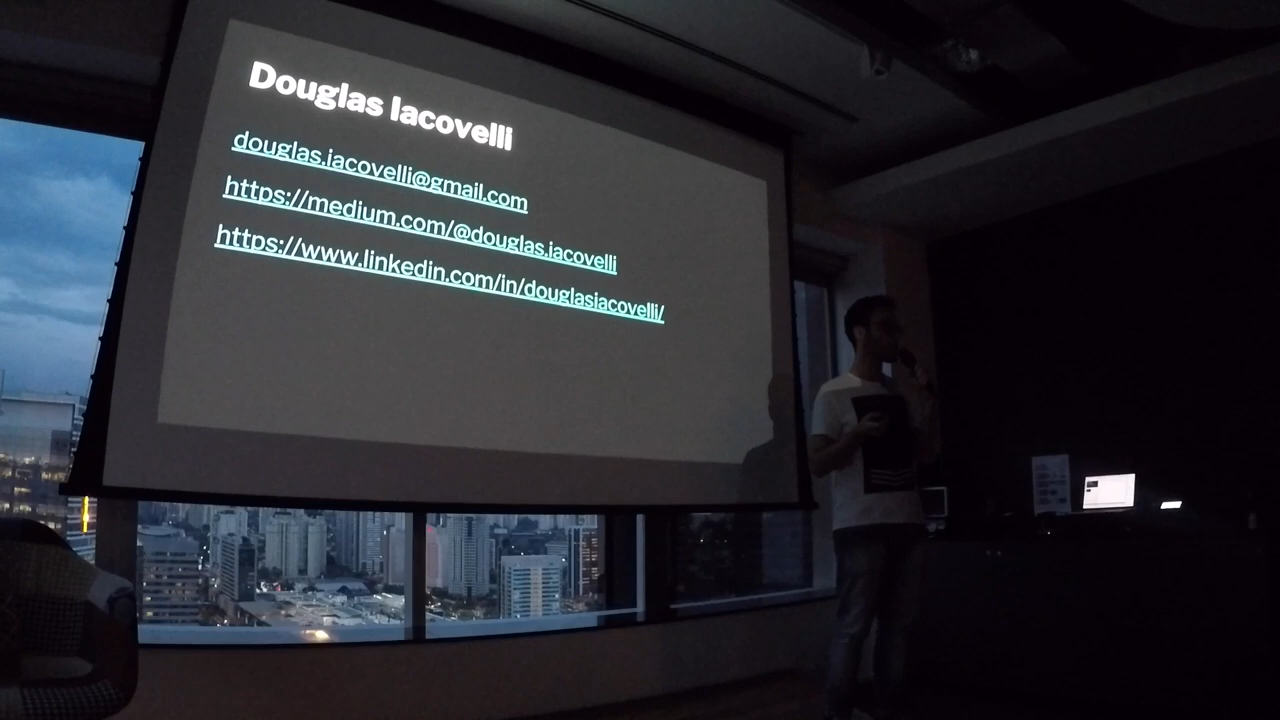 Douglas Iacovelli
douglas.iacovelli@gmail.com
https://medium.com/@douglas.iacovelli
https://www.linkedin.com/in/douglasiacovelli/